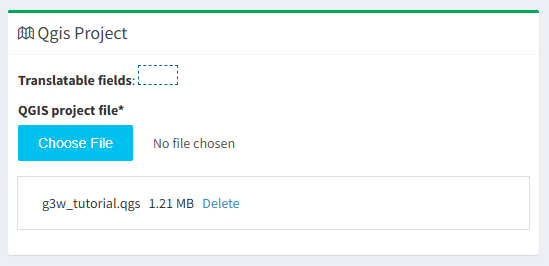 Qgis Project
Translatable fields:
QGIS project file*
Choose File No file chosen
g3w_tutorial.qgs 1.21 MB Delete